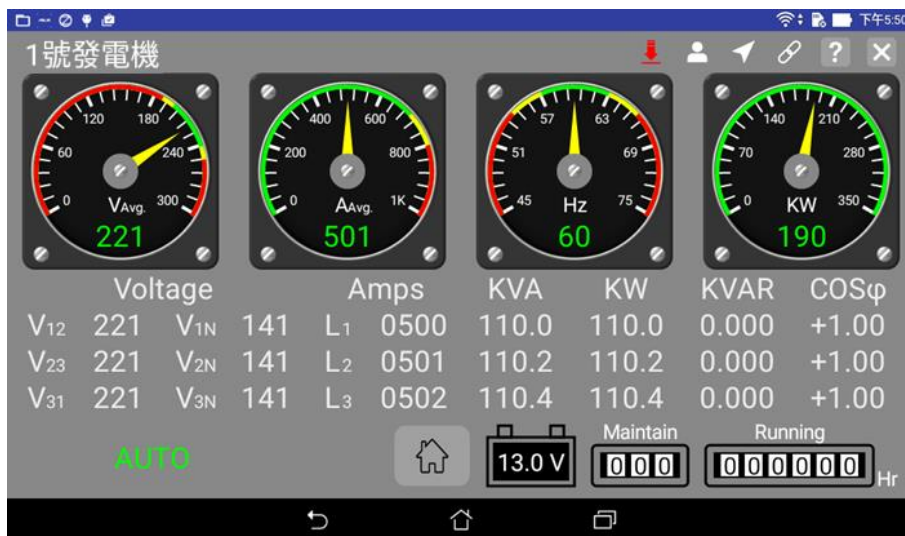 下午5:50
1號發電機 ?
0 60 120 180 240 300
VAvg.
221
0 200 400 600 800 1K
AAvg.
501
45 51 57 63 69 75
Hz
60
0 70 140 210 280 350
KW
190
Voltage Amps KVA KW KVAR COSφ
V12 221 V1N 141 L1 0500 110.0 110.0 0.000 +1.00
V23 221 V2N 141 L2 0501 110.2 110.2 0.000 +1.00
V31 221 V3N 141 L3 0502 110.4 110.4 0.000 +1.00
AUTO
13.0 V
Maintain
000
Running
000000 Hr